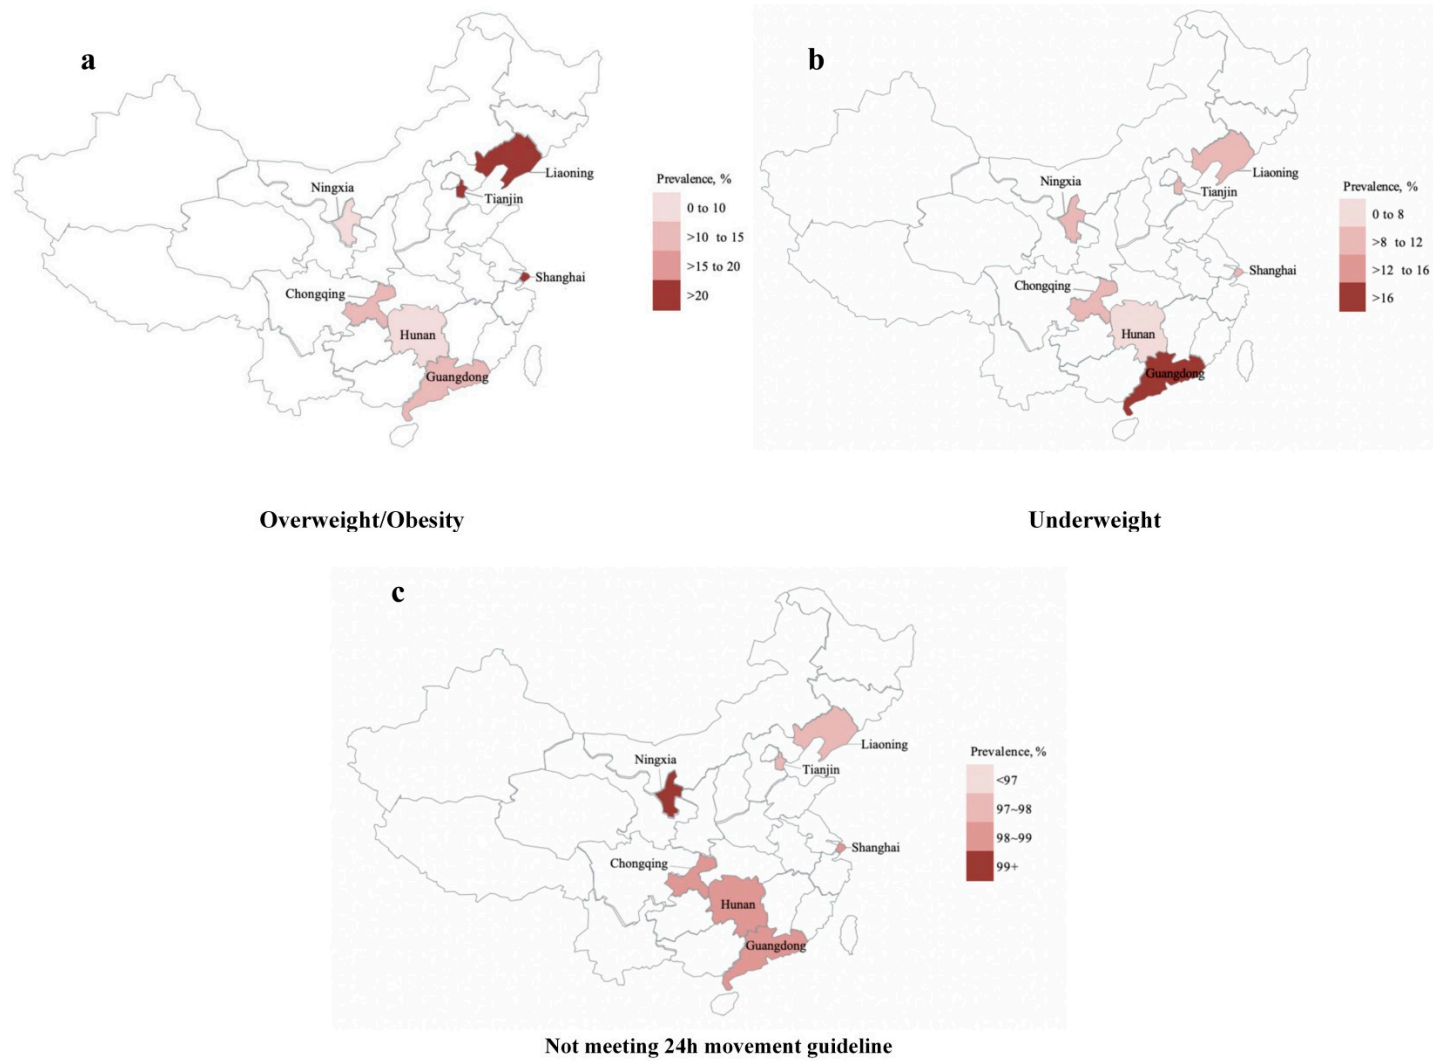 a
Ningxia
Liaoning
Tianjin
Shanghai
Chongqing
Hunan
Guangdong
Prevalence, %
0 to 10
>10 to 15
>15 to 20
>20
Overweight/Obesity
b
Ningxia
Liaoning
Tianjin
Shanghai
Chongqing
Hunan
Guangdong
Prevalence, %
0 to 8
>8 to 12
>12 to 16
>16
Underweight
c
Ningxia
Liaoning
Tianjin
Shanghai
Chongqing
Hunan
Guangdong
Prevalence, %
<97
97~98
98~99
99+
Not meeting 24h movement guideline